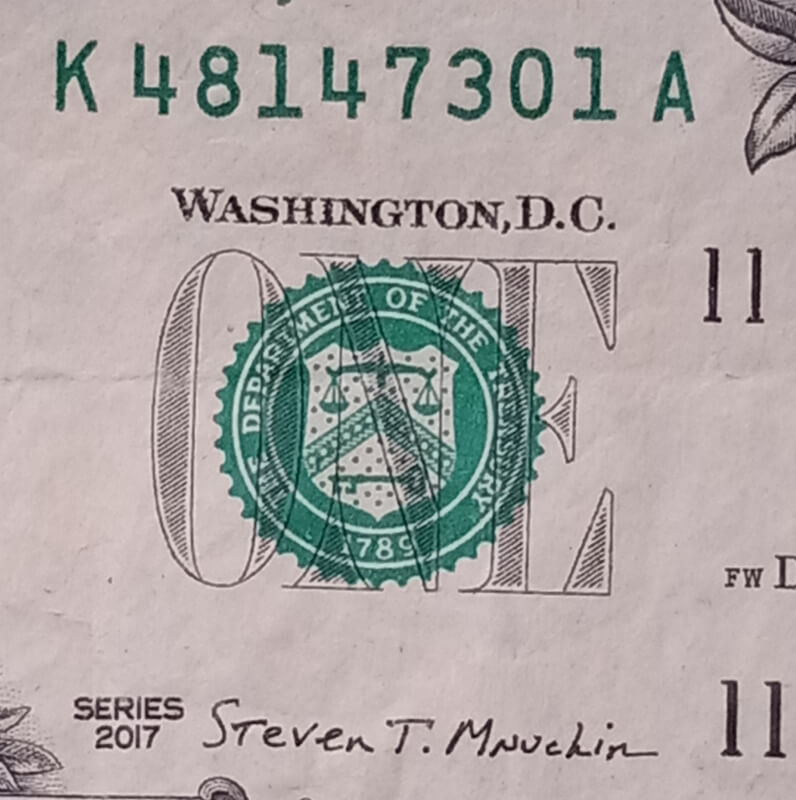 K 48147301 A
WASHINGTON, D.C.
11
ONE
THE DEPARTMENT OF THE TREASURY
1789
FW D
SERIES
2017
Steven T. Mnuchin
11